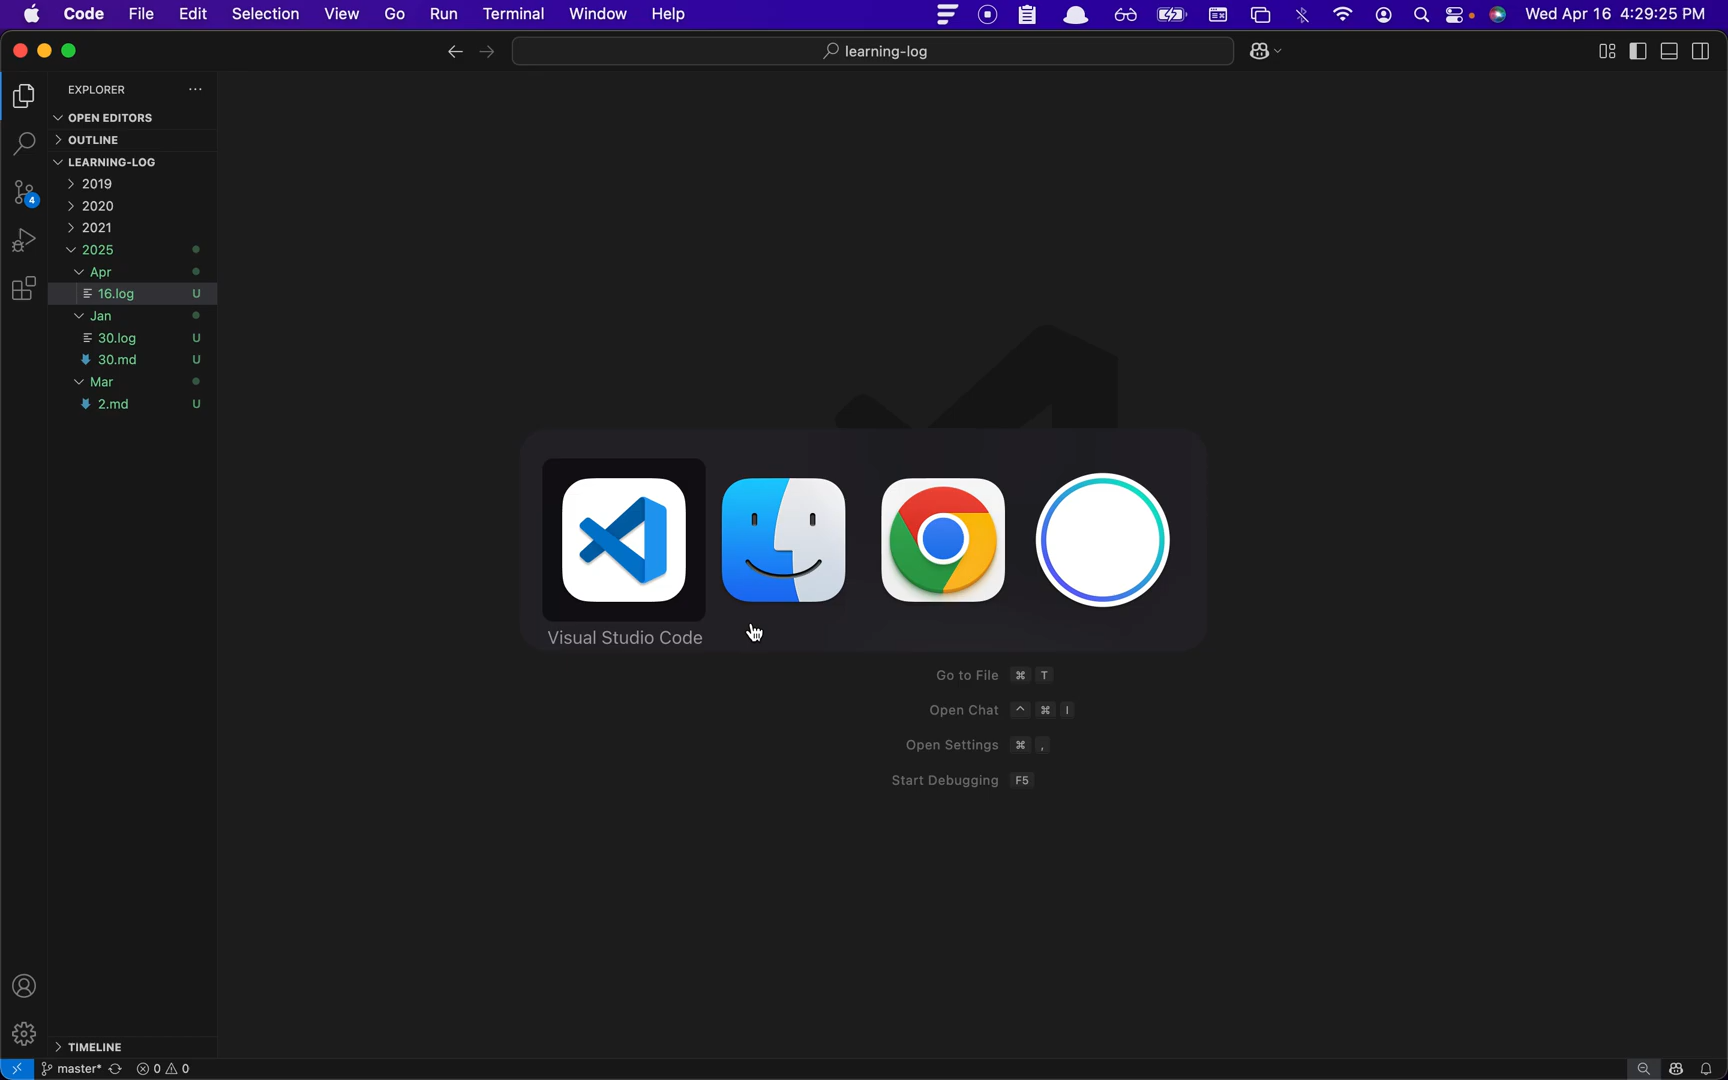 Code File Edit Selection View Go Run Terminal Window Help Wed Apr 16 4:29:25 PM
learning-log
EXPLORER
OPEN EDITORS
OUTLINE
LEARNING-LOG
2019
2020
2021
2025
Apr
16.log U
Jan
30.log U
30.md U
Mar
2.md U
4
Visual Studio Code
Go to File ⌘ T
Open Chat ^ ⌘ I
Open Settings ⌘ ,
Start Debugging F5
TIMELINE
master* 0 0